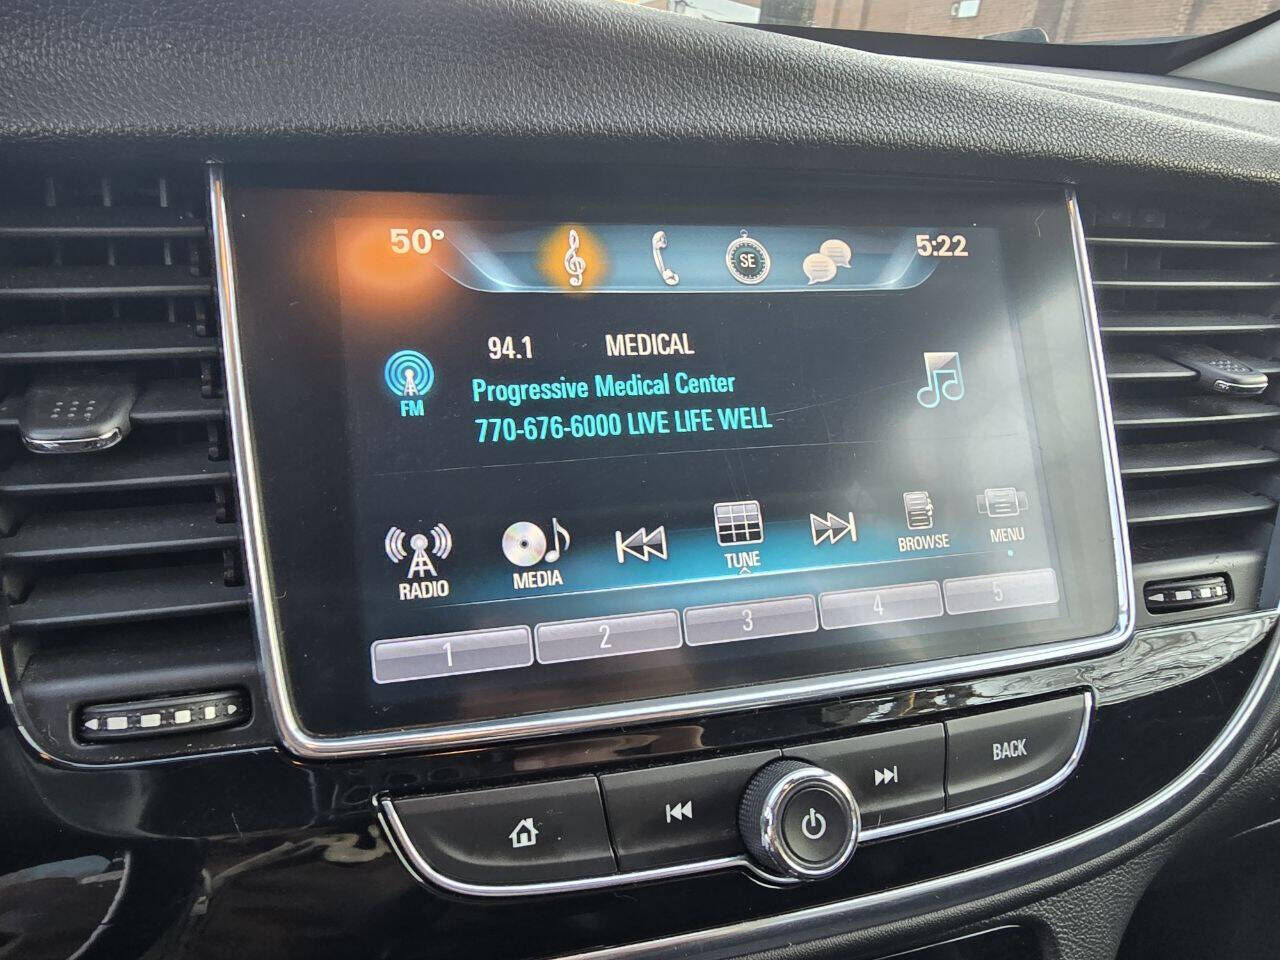 50° SE 5:22
94.1 MEDICAL
FM Progressive Medical Center
770-676-6000 LIVE LIFE WELL
RADIO MEDIA TUNE BROWSE MENU
1 2 3 4 5
BACK